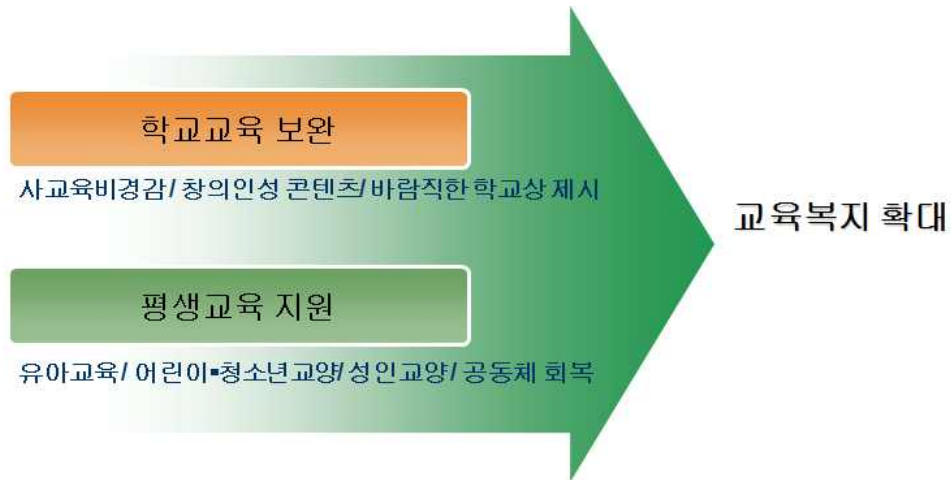 학교교육 보완
사교육비경감/ 창의인성 콘텐츠/ 바람직한 학교상 제시
교육복지 확대
평생교육 지원
유아교육/ 어린이▪청소년교양/ 성인교양/ 공동체 회복